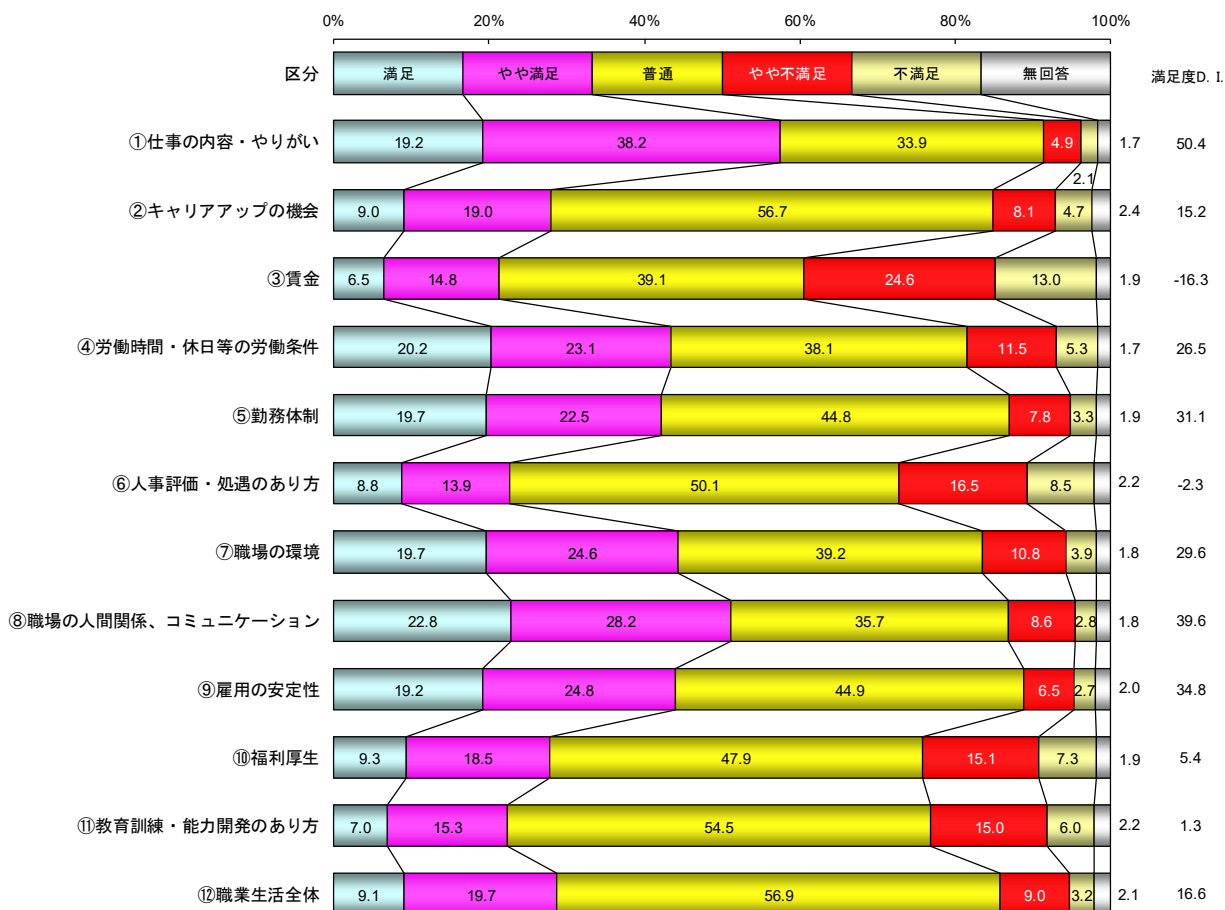 0% 20% 40% 60% 80% 100%
区分 満足 やや満足 普通 やや不満足 不満足 無回答 満足度D.I.
①仕事の内容・やりがい 19.2 38.2 33.9 4.9 1.7 50.4
2.1
②キャリアアップの機会 9.0 19.0 56.7 8.1 4.7 2.4 15.2
③賃金 6.5 14.8 39.1 24.6 13.0 1.9 -16.3
④労働時間・休日等の労働条件 20.2 23.1 38.1 11.5 5.3 1.7 26.5
⑤勤務体制 19.7 22.5 44.8 7.8 3.3 1.9 31.1
⑥人事評価・処遇のあり方 8.8 13.9 50.1 16.5 8.5 2.2 -2.3
⑦職場の環境 19.7 24.6 39.2 10.8 3.9 1.8 29.6
⑧職場の人間関係、コミュニケーション 22.8 28.2 35.7 8.6 2.8 1.8 39.6
⑨雇用の安定性 19.2 24.8 44.9 6.5 2.7 2.0 34.8
⑩福利厚生 9.3 18.5 47.9 15.1 7.3 1.9 5.4
⑪教育訓練・能力開発のあり方 7.0 15.3 54.5 15.0 6.0 2.2 1.3
⑫職業生活全体 9.1 19.7 56.9 9.0 3.2 2.1 16.6